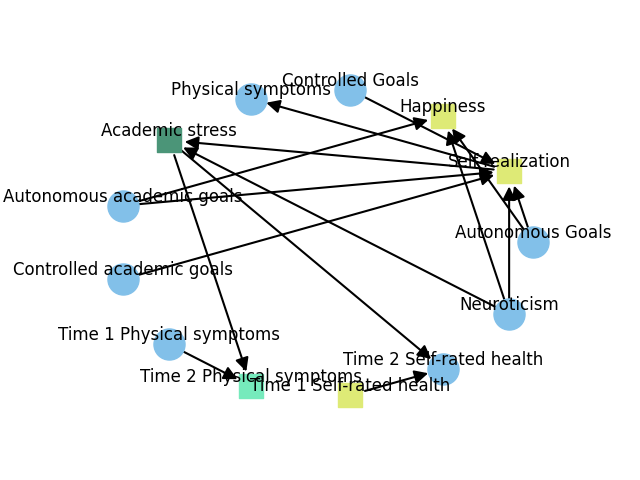 Controlled Goals
Physical symptoms
Happiness
Academic stress
Self-realization
Autonomous academic goals
Autonomous Goals
Controlled academic goals
Neuroticism
Time 1 Physical symptoms
Time 2 Self-rated health
Time 2 Physical symptoms
Time 1 Self-rated health